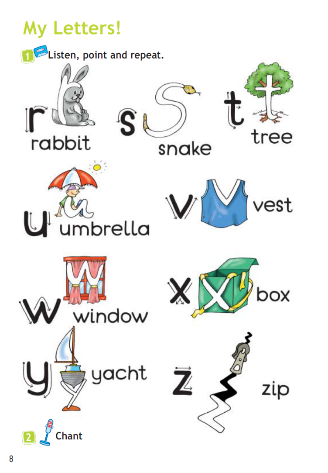 My Letters!
1 Listen, point and repeat.
r rabbit
s snake
t tree
u umbrella
v vest
w window
x box
y yacht
z zip
2 Chant
8